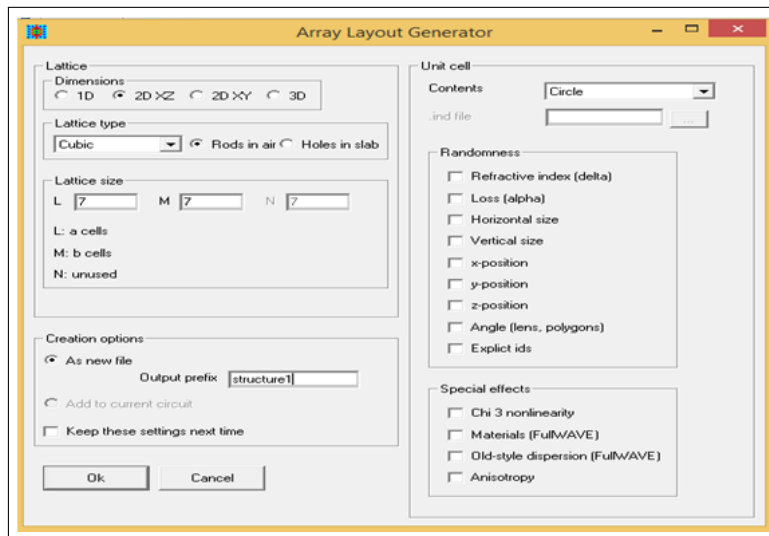 Array Layout Generator
Lattice
Dimensions
1D 2D XZ 2D XY 3D
Lattice type
Cubic Rods in air Holes in slab
Lattice size
L 7 M 7 N 7
L: a cells
M: b cells
N: unused
Creation options
As new file
Output prefix structure1
Add to current circuit
Keep these settings next time
Ok Cancel
Unit cell
Contents Circle
.ind file ...
Randomness
Refractive index (delta)
Loss (alpha)
Horizontal size
Vertical size
x-position
y-position
z-position
Angle (lens, polygons)
Explict ids
Special effects
Chi 3 nonlinearity
Materials (FullWAVE)
Old-style dispersion (FullWAVE)
Anisotropy